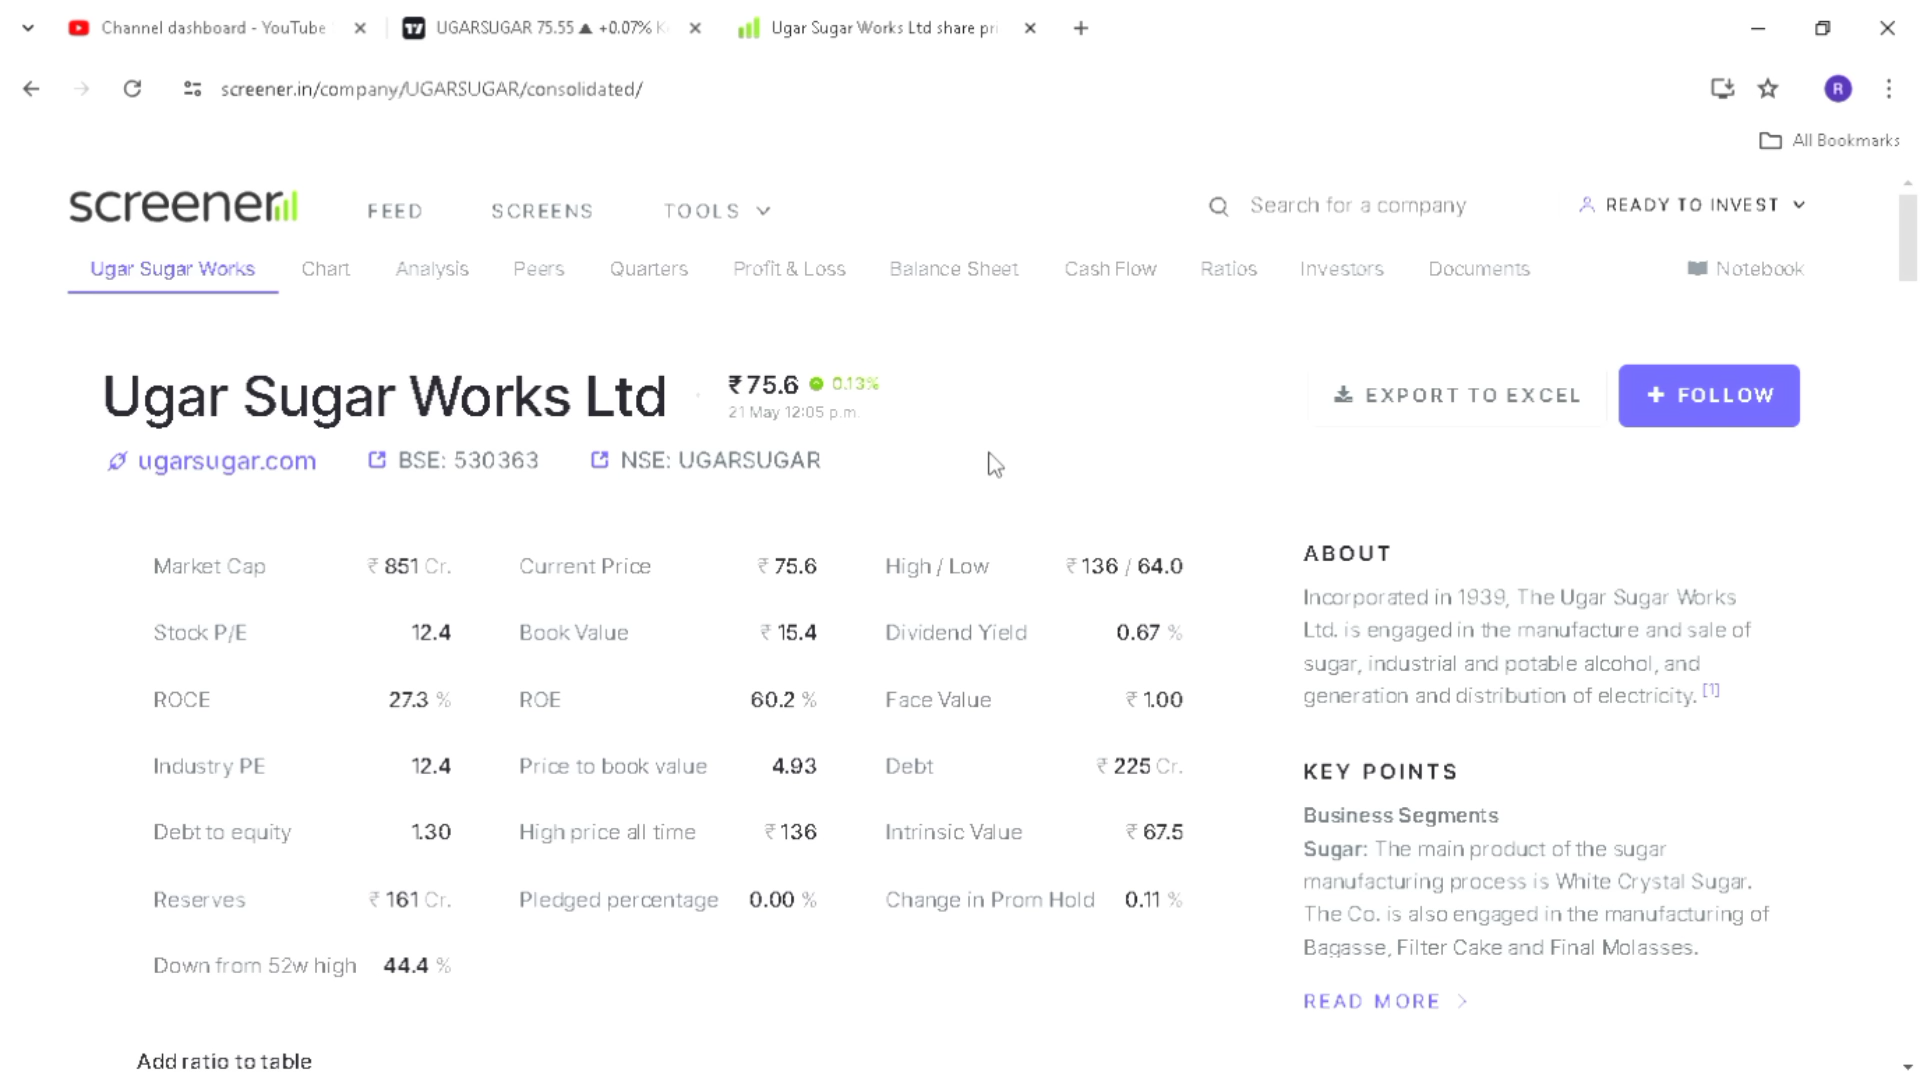 Channel dashboard - YouTube
UGARSUGAR 75.55 ▲ +0.07%
Ugar Sugar Works Ltd share pri
screener.in/company/UGARSUGAR/consolidated/
R
All Bookmarks
screener
FEED SCREENS TOOLS
Search for a company
READY TO INVEST
Ugar Sugar Works Chart Analysis Peers Quarters Profit & Loss Balance Sheet Cash Flow Ratios Investors Documents Notebook
Ugar Sugar Works Ltd
₹ 75.6 0.13%
21 May 12:05 p.m.
EXPORT TO EXCEL
+ FOLLOW
ugarsugar.com BSE: 530363 NSE: UGARSUGAR
Market Cap ₹ 851 Cr. Current Price ₹ 75.6 High / Low ₹ 136 / 64.0
Stock P/E 12.4 Book Value ₹ 15.4 Dividend Yield 0.67 %
ROCE 27.3 % ROE 60.2 % Face Value ₹ 1.00
Industry PE 12.4 Price to book value 4.93 Debt ₹ 225 Cr.
Debt to equity 1.30 High price all time ₹ 136 Intrinsic Value ₹ 67.5
Reserves ₹ 161 Cr. Pledged percentage 0.00 % Change in Prom Hold 0.11 %
Down from 52w high 44.4 %
Add ratio to table
ABOUT
Incorporated in 1939, The Ugar Sugar Works
Ltd. is engaged in the manufacture and sale of
sugar, industrial and potable alcohol, and
generation and distribution of electricity. [1]
KEY POINTS
Business Segments
Sugar: The main product of the sugar
manufacturing process is White Crystal Sugar.
The Co. is also engaged in the manufacturing of
Bagasse, Filter Cake and Final Molasses.
READ MORE